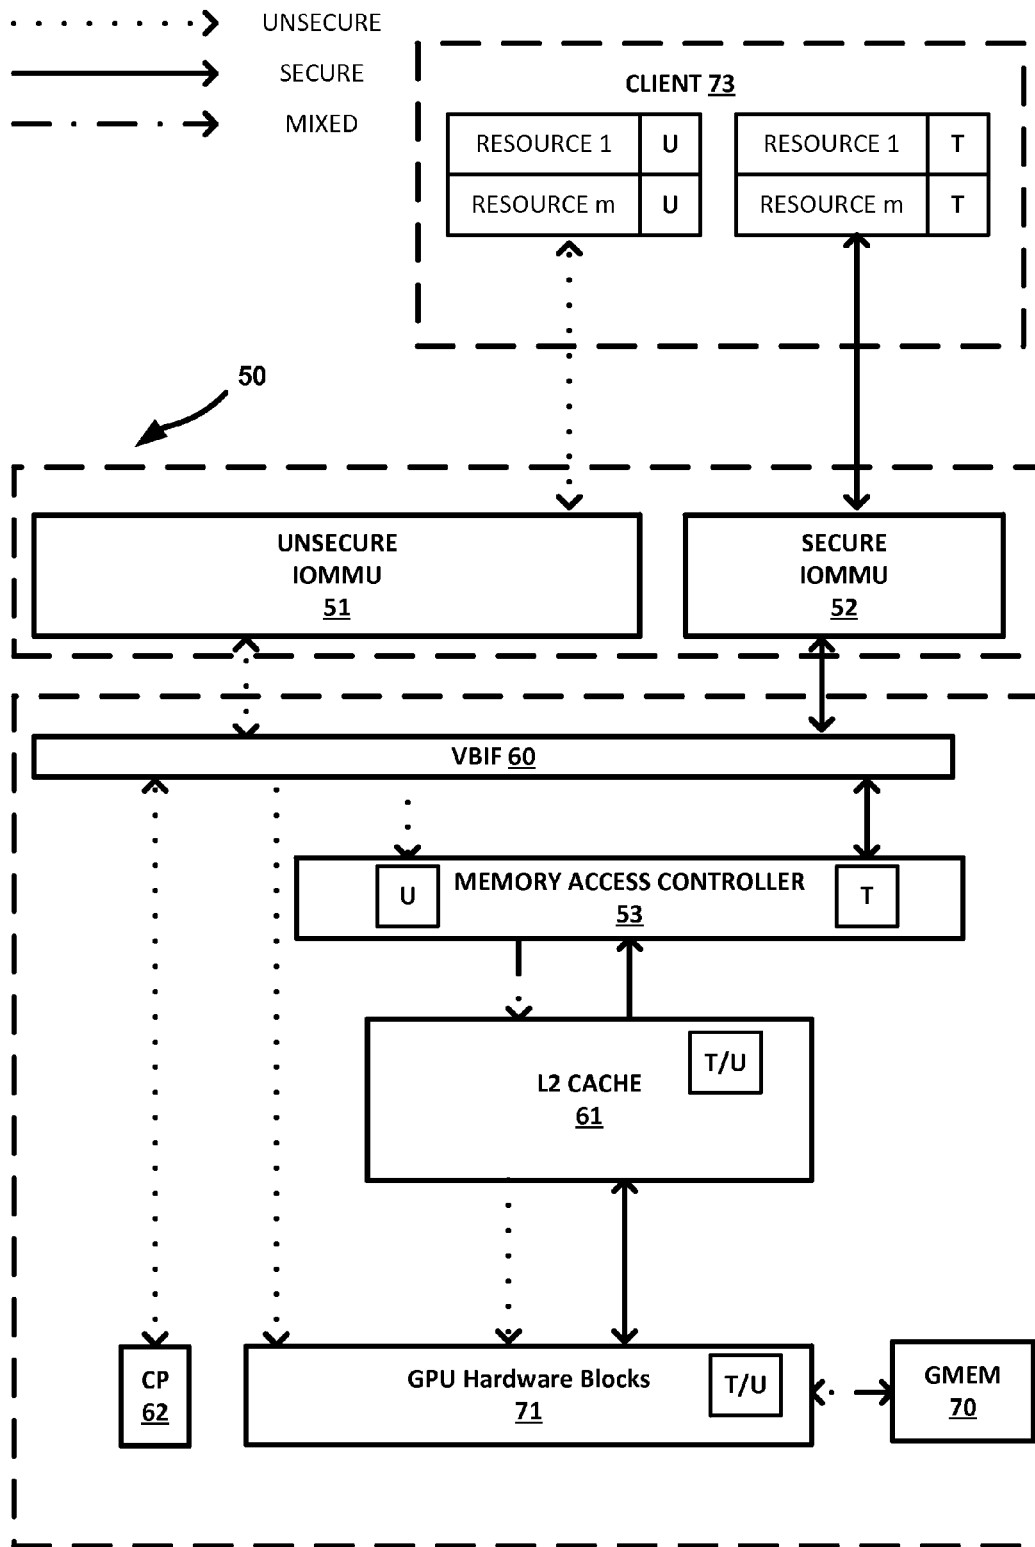 UNSECURE
SECURE
MIXED
CLIENT 73
RESOURCE 1 U RESOURCE 1 T
RESOURCE m U RESOURCE m T
50
UNSECURE
IOMMU
51
SECURE
IOMMU
52
VBIF 60
U MEMORY ACCESS CONTROLLER T
53
T/U
L2 CACHE
61
CP
62
GPU Hardware Blocks
71
T/U
GMEM
70